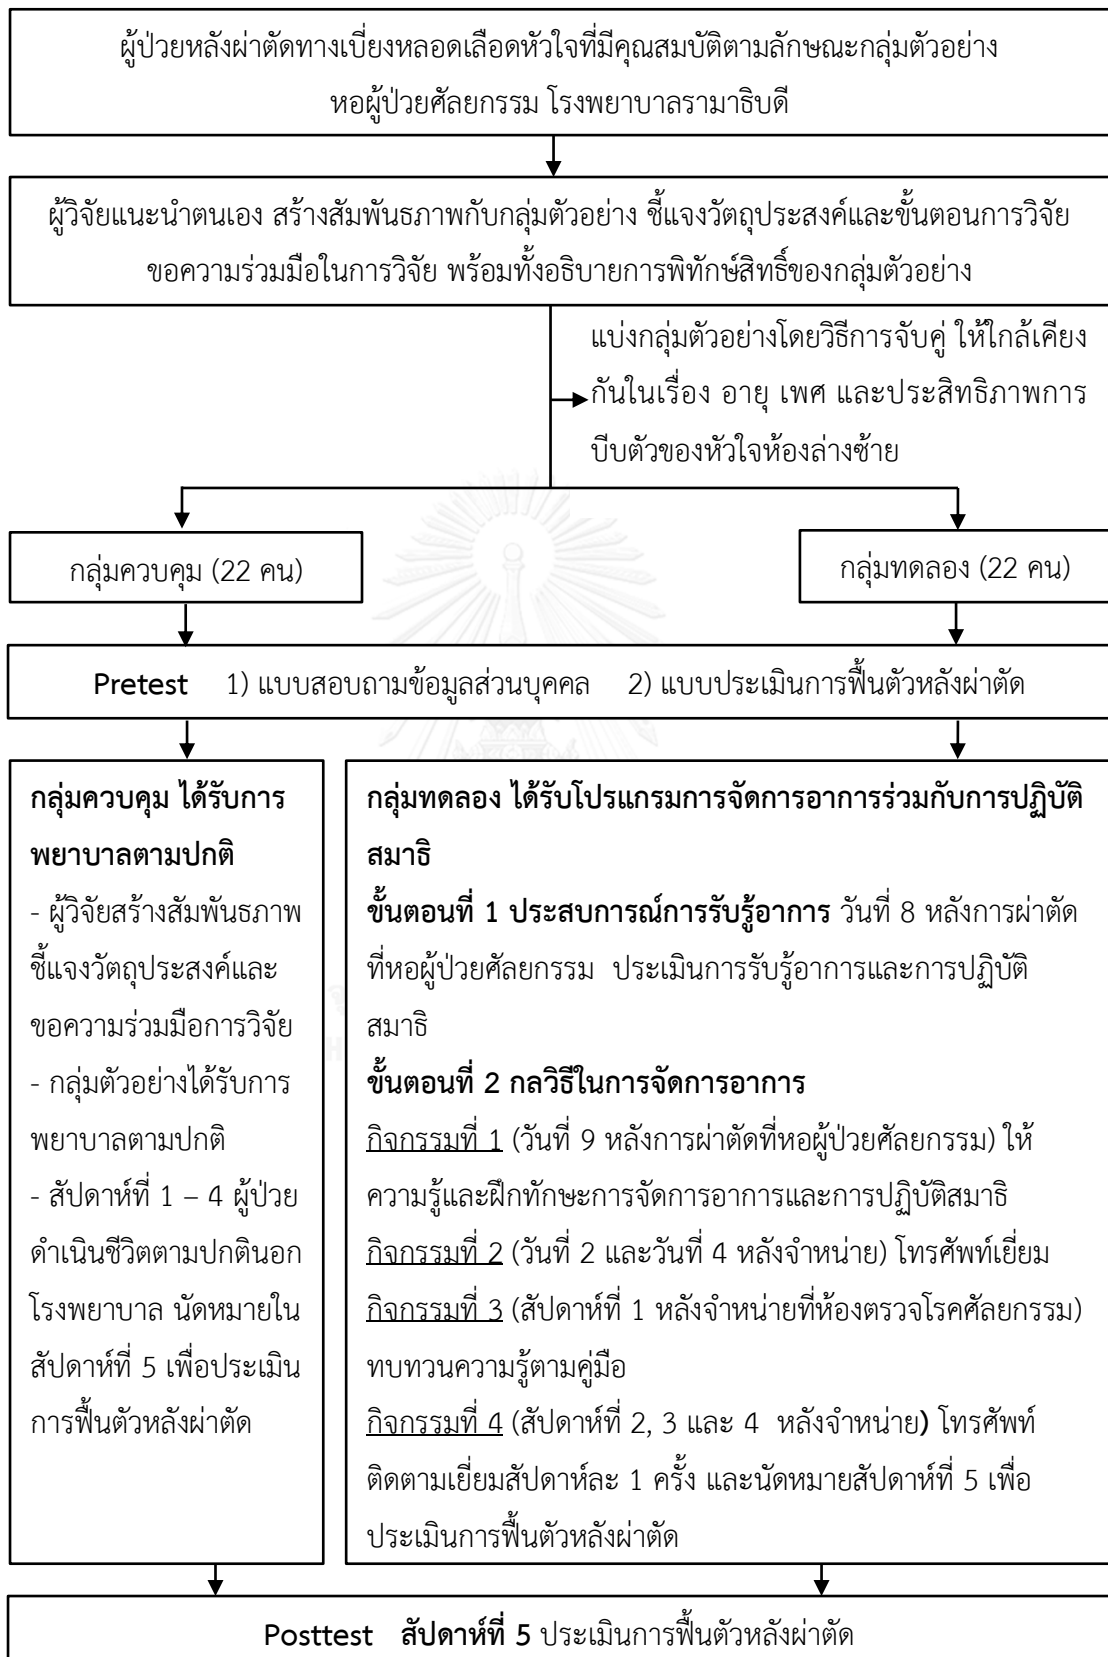 ผู้ป่วยหลังผ่าตัดทางเบี่ยงหลอดเลือดหัวใจที่มีคุณสมบัติตามลักษณะกลุ่มตัวอย่าง
หอผู้ป่วยศัลยกรรม โรงพยาบาลรามาธิบดี
ผู้วิจัยแนะนำตนเอง สร้างสัมพันธภาพกับกลุ่มตัวอย่าง ชี้แจงวัตถุประสงค์และขั้นตอนการวิจัย
ขอความร่วมมือในการวิจัย พร้อมทั้งอธิบายการพิทักษ์สิทธิ์ของกลุ่มตัวอย่าง
แบ่งกลุ่มตัวอย่างโดยวิธีการจับคู่ ให้ใกล้เคียง
กันในเรื่อง อายุ เพศ และประสิทธิภาพการ
บีบตัวของหัวใจห้องล่างซ้าย
กลุ่มควบคุม (22 คน)
กลุ่มทดลอง (22 คน)
Pretest 1) แบบสอบถามข้อมูลส่วนบุคคล 2) แบบประเมินการฟื้นตัวหลังผ่าตัด
กลุ่มควบคุม ได้รับการ
พยาบาลตามปกติ
- ผู้วิจัยสร้างสัมพันธภาพ
ชี้แจงวัตถุประสงค์และ
ขอความร่วมมือการวิจัย
- กลุ่มตัวอย่างได้รับการ
พยาบาลตามปกติ
- สัปดาห์ที่ 1 – 4 ผู้ป่วย
ดำเนินชีวิตตามปกตินอก
โรงพยาบาล นัดหมายใน
สัปดาห์ที่ 5 เพื่อประเมิน
การฟื้นตัวหลังผ่าตัด
กลุ่มทดลอง ได้รับโปรแกรมการจัดการอาการร่วมกับการปฏิบัติ
สมาธิ
ขั้นตอนที่ 1 ประสบการณ์การรับรู้อาการ วันที่ 8 หลังการผ่าตัด
ที่หอผู้ป่วยศัลยกรรม ประเมินการรับรู้อาการและการปฏิบัติ
สมาธิ
ขั้นตอนที่ 2 กลวิธีในการจัดการอาการ
กิจกรรมที่ 1 (วันที่ 9 หลังการผ่าตัดที่หอผู้ป่วยศัลยกรรม) ให้
ความรู้และฝึกทักษะการจัดการอาการและการปฏิบัติสมาธิ
กิจกรรมที่ 2 (วันที่ 2 และวันที่ 4 หลังจำหน่าย) โทรศัพท์เยี่ยม
กิจกรรมที่ 3 (สัปดาห์ที่ 1 หลังจำหน่ายที่ห้องตรวจโรคศัลยกรรม)
ทบทวนความรู้ตามคู่มือ
กิจกรรมที่ 4 (สัปดาห์ที่ 2, 3 และ 4 หลังจำหน่าย) โทรศัพท์
ติดตามเยี่ยมสัปดาห์ละ 1 ครั้ง และนัดหมายสัปดาห์ที่ 5 เพื่อ
ประเมินการฟื้นตัวหลังผ่าตัด
Posttest สัปดาห์ที่ 5 ประเมินการฟื้นตัวหลังผ่าตัด